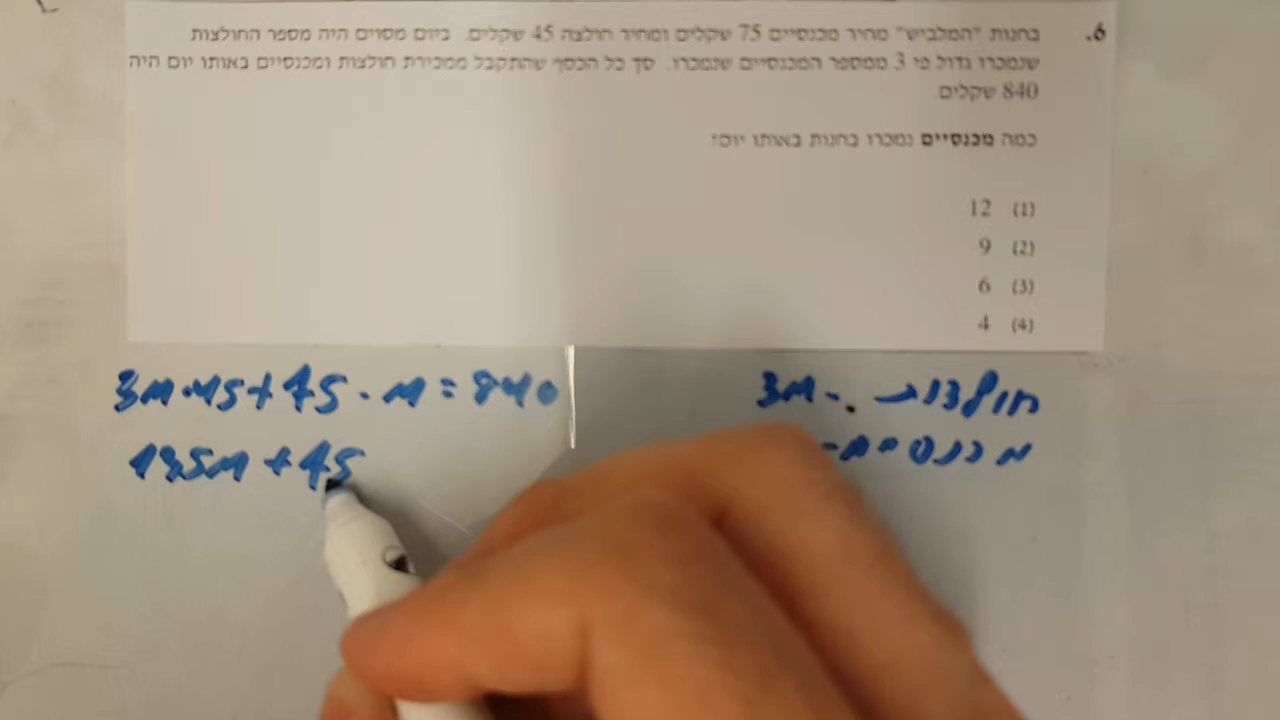 6. בחנות "המלביש" מחיר מכנסיים 75 שקלים ומחיר חולצה 45 שקלים. ביום מסוים היה מספר החולצות
שנמכרו גדול פי 3 ממספר המכנסיים שנמכרו. סך כל הכסף שהתקבל ממכירת חולצות ומכנסיים באותו יום היה
840 שקלים.
כמה מכנסיים נמכרו בחנות באותו יום?
(1) 12
(2) 9
(3) 6
(4) 4
3m·45+75·m=840
135m+75
חולצות 3m